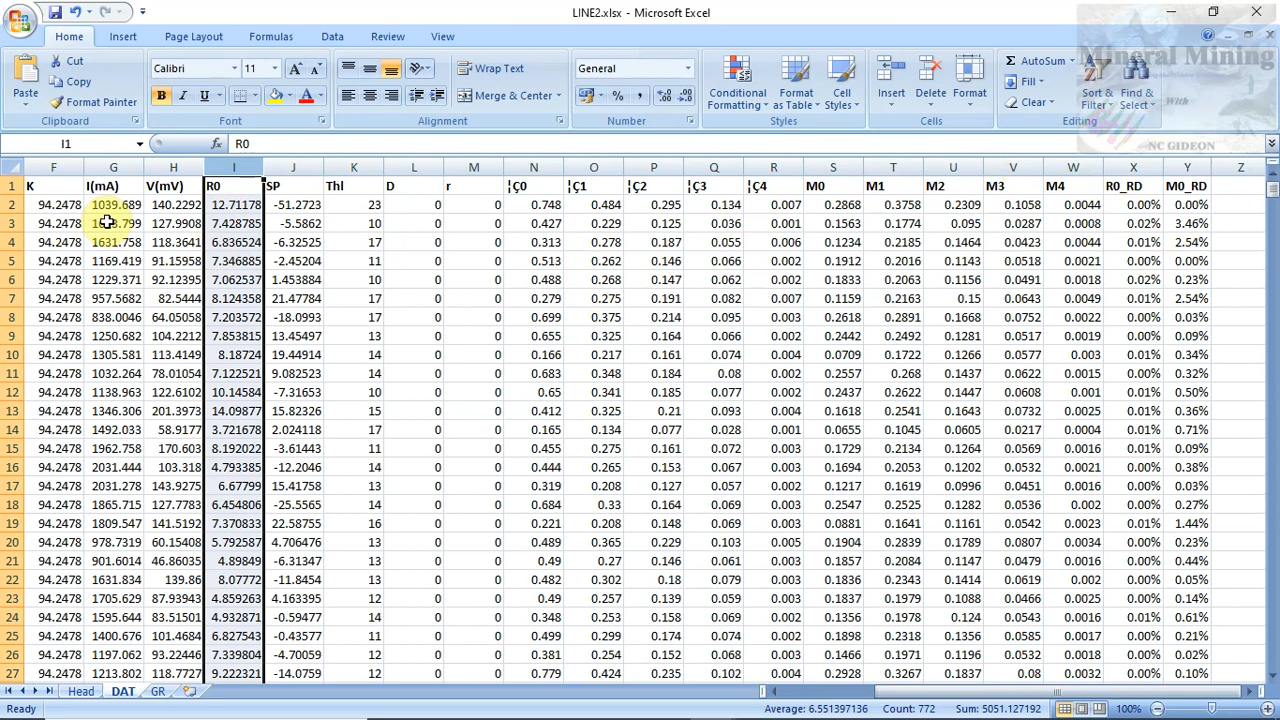 LINE2.xlsx - Microsoft Excel
Home Insert Page Layout Formulas Data Review View
Mineral Mining
With
NC GIDEON
Cut
Copy
Format Painter
Paste
Clipboard
Calibri 11
B I U
Font
Wrap Text
Merge & Center
Alignment
General
% ,
Number
Conditional Formatting
Format as Table
Cell Styles
Styles
Insert Delete Format
Cells
AutoSum
Fill
Clear
Sort & Filter
Find & Select
Editing
I1 fx R0
F G H I J K L M N O P Q R S T U V W X Y Z
1 K I(mA) V(mV) R0 SP Thl D r ¦Ç0 ¦Ç1 ¦Ç2 ¦Ç3 ¦Ç4 M0 M1 M2 M3 M4 R0_RD M0_RD
2 94.2478 1039.689 140.2292 12.71178 -51.2723 23 0 0 0.748 0.484 0.295 0.134 0.007 0.2868 0.3758 0.2309 0.1058 0.0044 0.00% 0.00%
3 94.2478 .799 127.9908 7.428785 -5.5862 10 0 0 0.427 0.229 0.125 0.036 0.001 0.1563 0.1774 0.095 0.0287 0.0008 0.02% 3.46%
4 94.2478 1631.758 118.3641 6.836524 -6.32525 17 0 0 0.313 0.278 0.187 0.055 0.006 0.1234 0.2185 0.1464 0.0423 0.0044 0.01% 2.54%
5 94.2478 1169.419 91.15958 7.346885 -2.45204 11 0 0 0.513 0.262 0.146 0.066 0.002 0.1912 0.2016 0.1143 0.0518 0.0021 0.01% 0.00%
6 94.2478 1229.371 92.12395 7.062537 1.453884 10 0 0 0.488 0.268 0.147 0.062 0.002 0.1833 0.2063 0.1156 0.0491 0.0018 0.02% 0.23%
7 94.2478 957.5682 82.5444 8.124358 21.47784 17 0 0 0.279 0.275 0.191 0.082 0.007 0.1159 0.2163 0.15 0.0643 0.0049 0.01% 2.54%
8 94.2478 838.0046 64.05058 7.203572 -18.0993 17 0 0 0.699 0.375 0.214 0.095 0.003 0.2618 0.2891 0.1668 0.0752 0.0022 0.01% 0.03%
9 94.2478 1250.682 104.2212 7.853815 13.45497 13 0 0 0.655 0.325 0.164 0.066 0.002 0.2442 0.2492 0.1281 0.0517 0.0019 0.01% 0.09%
10 94.2478 1305.581 113.4149 8.18724 19.44914 14 0 0 0.166 0.217 0.161 0.074 0.004 0.0709 0.1722 0.1266 0.0577 0.003 0.01% 0.34%
11 94.2478 1032.264 78.01054 7.122521 9.082523 14 0 0 0.683 0.348 0.184 0.08 0.002 0.2557 0.268 0.1437 0.0622 0.0015 0.01% 0.17%
12 94.2478 1138.963 122.6102 10.14584 -7.31653 10 0 0 0.65 0.341 0.185 0.077 0.002 0.2437 0.2622 0.1447 0.0608 0.001 0.01% 0.50%
13 94.2478 1346.306 201.3973 14.09877 15.82326 15 0 0 0.412 0.325 0.21 0.093 0.004 0.1618 0.2541 0.1643 0.0732 0.0025 0.01% 0.36%
14 94.2478 1492.033 58.9177 3.721678 2.024118 17 0 0 0.165 0.134 0.077 0.028 0.001 0.0655 0.1055 0.06 0.0217 0.0004 0.01% 0.71%
15 94.2478 1962.758 170.603 8.192022 -3.61443 11 0 0 0.451 0.277 0.158 0.072 0.002 0.1729 0.2134 0.1231 0.0569 0.0016 0.01% 0.09%
16 94.2478 2031.444 103.318 4.793385 -12.2046 14 0 0 0.444 0.265 0.153 0.067 0.003 0.1694 0.2053 0.1202 0.0532 0.0021 0.00% 0.38%
17 94.2478 2031.278 143.9275 6.67799 15.81071 10 0 0 0.319 0.208 0.127 0.057 0.002 0.1241 0.1626 0.0996 0.0451 0.0016 0.01% 0.03%
18 94.2478 1865.715 127.7783 6.454806 -25.5565 14 0 0 0.684 0.33 0.162 0.069 0.003 0.2547 0.2525 0.1261 0.0536 0.002 0.01% 0.27%
19 94.2478 1809.547 141.5192 7.370833 22.58755 16 0 0 0.221 0.208 0.148 0.069 0.003 0.0881 0.1641 0.1161 0.0542 0.0023 0.00% 1.44%
20 94.2478 978.7319 60.15408 5.792587 4.706476 13 0 0 0.489 0.365 0.229 0.103 0.005 0.1904 0.2839 0.1789 0.0807 0.0034 0.01% 0.14%
21 94.2478 901.6014 46.86035 4.89849 -6.31347 13 0 0 0.49 0.27 0.146 0.061 0.003 0.1857 0.2084 0.1147 0.0486 0.0017 0.01% 0.44%
22 94.2478 1631.834 139.86 8.07772 -11.8454 13 0 0 0.482 0.302 0.18 0.079 0.003 0.1836 0.2343 0.1414 0.0619 0.002 0.01% 0.05%
23 94.2478 1705.629 87.93943 4.859263 4.163395 12 0 0 0.49 0.257 0.139 0.059 0.003 0.1831 0.1968 0.1088 0.0466 0.0025 0.01% 0.14%
24 94.2478 1595.644 83.51501 4.932871 -0.59477 14 0 0 0.353 0.253 0.158 0.069 0.002 0.1356 0.1978 0.124 0.0543 0.0018 0.01% 0.61%
25 94.2478 1400.676 101.4684 6.827543 -0.43577 11 0 0 0.499 0.299 0.174 0.074 0.002 0.1898 0.2318 0.1356 0.0585 0.0017 0.00% 0.21%
26 94.2478 1197.062 93.22446 7.339804 -4.70059 12 0 0 0.381 0.254 0.152 0.068 0.003 0.1466 0.1971 0.1196 0.0532 0.0018 0.00% 0.02%
27 94.2478 1213.802 118.7727 9.222321 -14.0759 12 0 0 0.779 0.424 0.235 0.102 0.004 0.2928 0.3267 0.1837 0.08 0.0028 0.00% 0.10%
Head DAT GR
Ready Average: 6.551397136 Count: 772 Sum: 5051.127192 100%